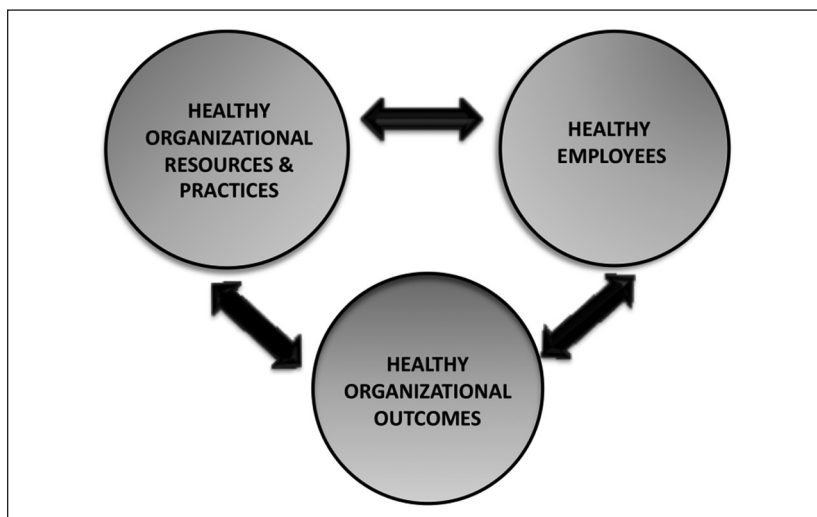 HEALTHY
ORGANIZATIONAL
RESOURCES &
PRACTICES
HEALTHY
EMPLOYEES
HEALTHY
ORGANIZATIONAL
OUTCOMES